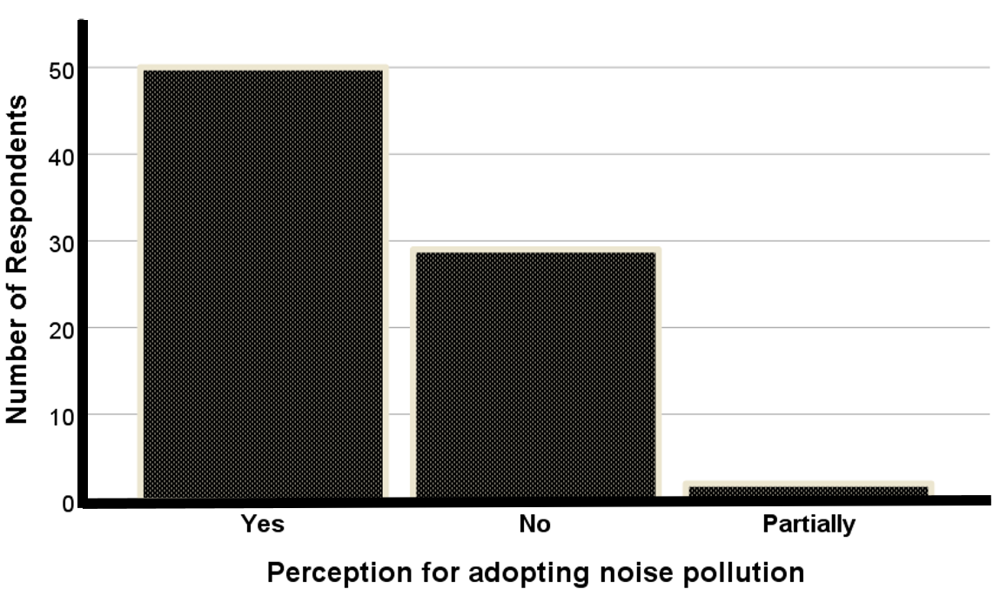 Number of Respondents
50
40
30
20
10
0
Yes
No
Partially
Perception for adopting noise pollution